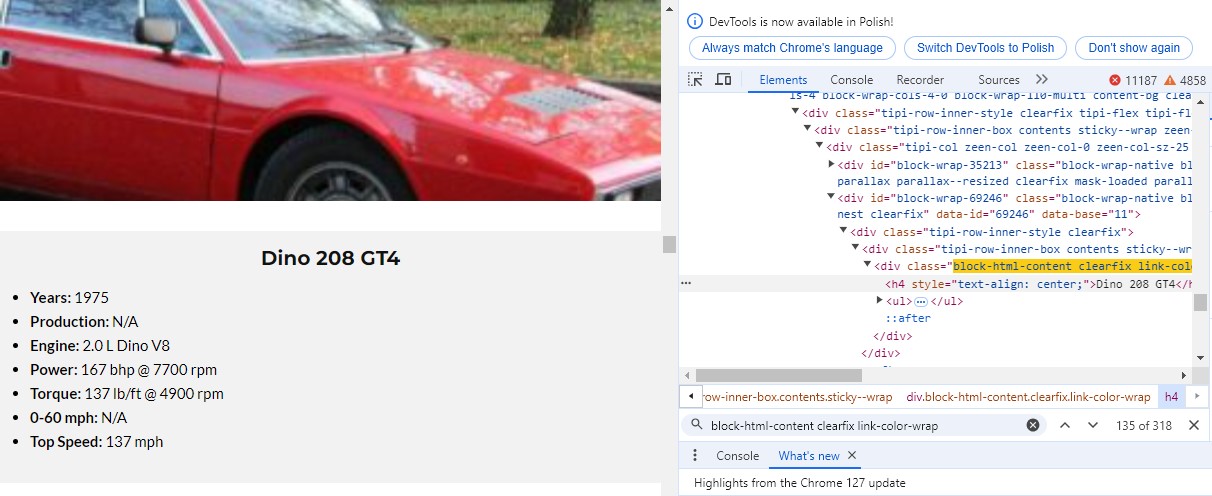 Dino 208 GT4
Years: 1975
Production: N/A
Engine: 2.0 L Dino V8
Power: 167 bhp @ 7700 rpm
Torque: 137 lb/ft @ 4900 rpm
0-60 mph: N/A
Top Speed: 137 mph
DevTools is now available in Polish!
Always match Chrome's language Switch DevTools to Polish Don't show again
Elements Console Recorder Sources 11187 4858
ls-4 block-wrap-cols-4-0 block-wrap-110-multi content-bg clea
<div class="tipi-row-inner-style clearfix tipi-flex tipi-fl
<div class="tipi-row-inner-box contents sticky--wrap zeen-
<div class="tipi-col zeen-col zeen-col-0 zeen-col-sz-25
<div id="block-wrap-35213" class="block-wrap-native bl
parallax parallax--resized clearfix mask-loaded parall
<div id="block-wrap-69246" class="block-wrap-native bl
nest clearfix" data-id="69246" data-base="11">
<div class="tipi-row-inner-style clearfix">
<div class="tipi-row-inner-box contents sticky--wr
<div class="block-html-content clearfix link-colo
<h4 style="text-align: center;">Dino 208 GT4</h
<ul>…</ul>
::after
</div>
</div>
row-inner-box.contents.sticky--wrap div.block-html-content.clearfix.link-color-wrap h4
block-html-content clearfix link-color-wrap 135 of 318
Console What's new
Highlights from the Chrome 127 update